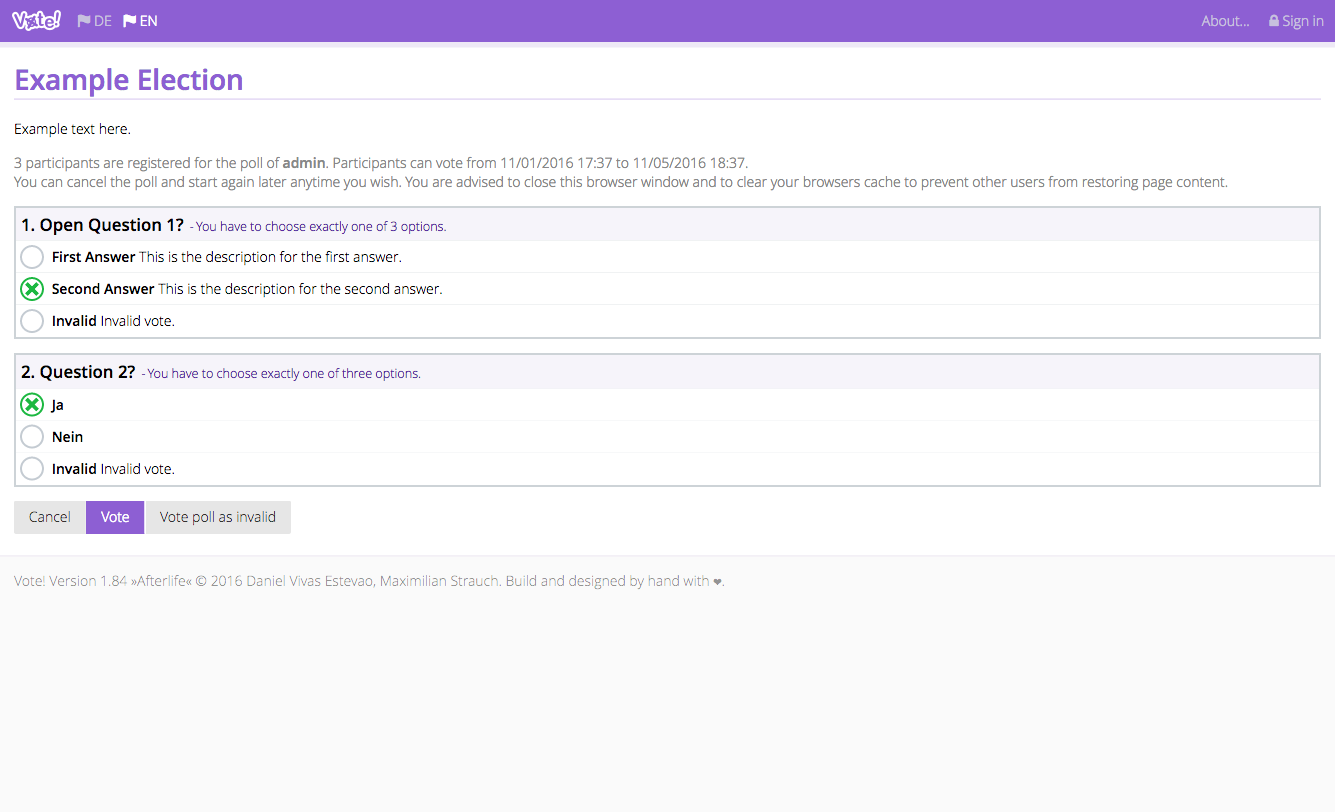 Vote! DE EN About... Sign in
Example Election
Example text here.
3 participants are registered for the poll of admin. Participants can vote from 11/01/2016 17:37 to 11/05/2016 18:37.
You can cancel the poll and start again later anytime you wish. You are advised to close this browser window and to clear your browsers cache to prevent other users from restoring page content.
1. Open Question 1? - You have to choose exactly one of 3 options.
First Answer This is the description for the first answer.
Second Answer This is the description for the second answer.
Invalid Invalid vote.
2. Question 2? - You have to choose exactly one of three options.
Ja
Nein
Invalid Invalid vote.
Cancel Vote Vote poll as invalid
Vote! Version 1.84 »Afterlife« © 2016 Daniel Vivas Estevao, Maximilian Strauch. Build and designed by hand with ❤.